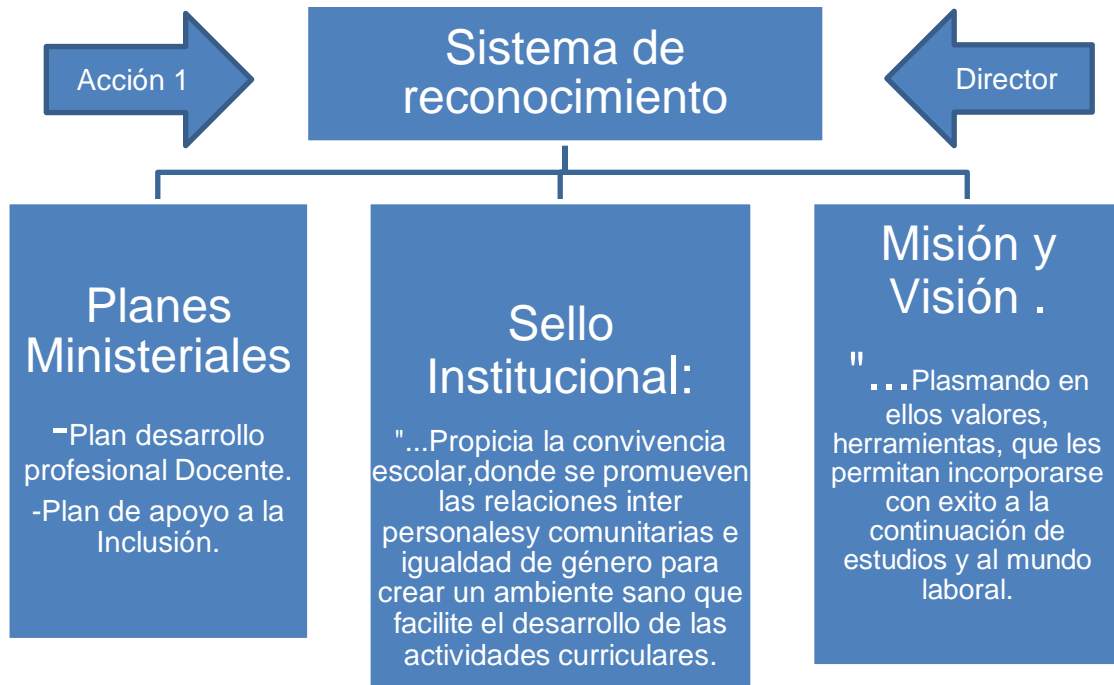 Acción 1
Sistema de
reconocimiento
Director
Planes
Ministeriales
-Plan desarrollo
profesional Docente.
-Plan de apoyo a la
Inclusión.
Sello
Institucional:
"...Propicia la convivencia
escolar,donde se promueven
las relaciones inter
personalesy comunitarias e
igualdad de género para
crear un ambiente sano que
facilite el desarrollo de las
actividades curriculares.
Misión y
Visión .
"...Plasmando en
ellos valores,
herramientas, que les
permitan incorporarse
con exito a la
continuación de
estudios y al mundo
laboral.